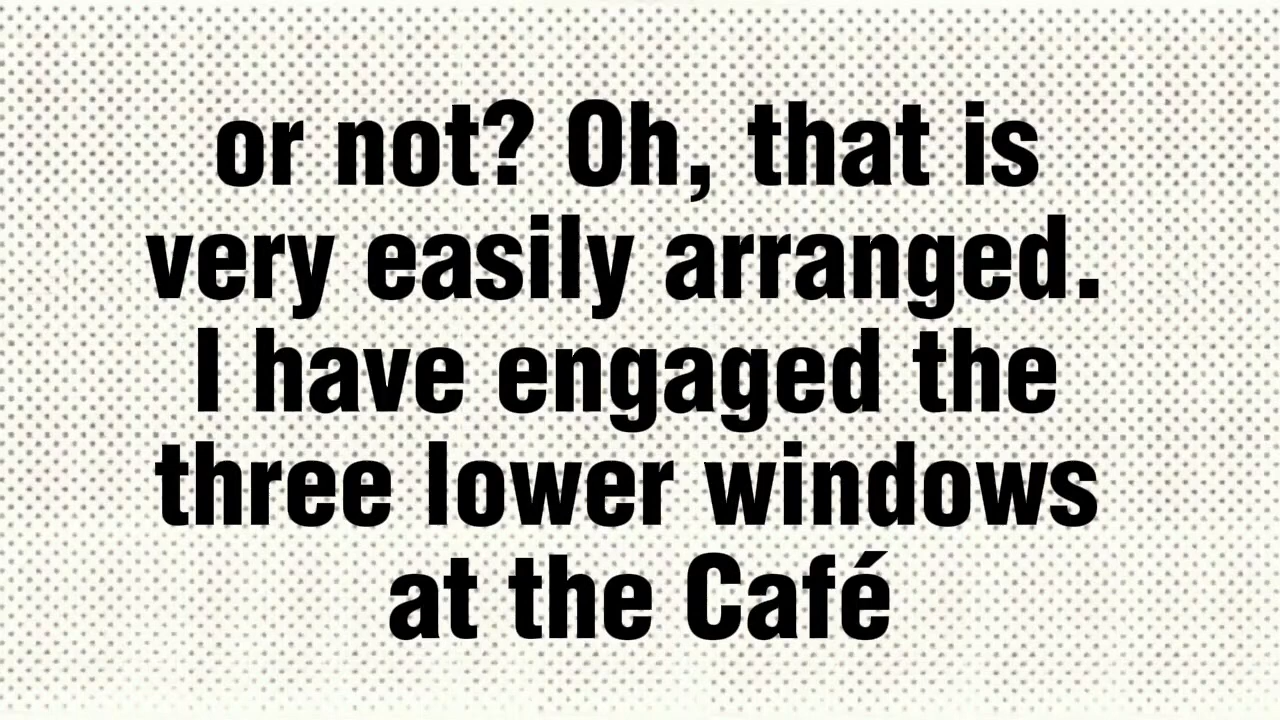 or not? Oh, that is
very easily arranged.
I have engaged the
three lower windows
at the Café